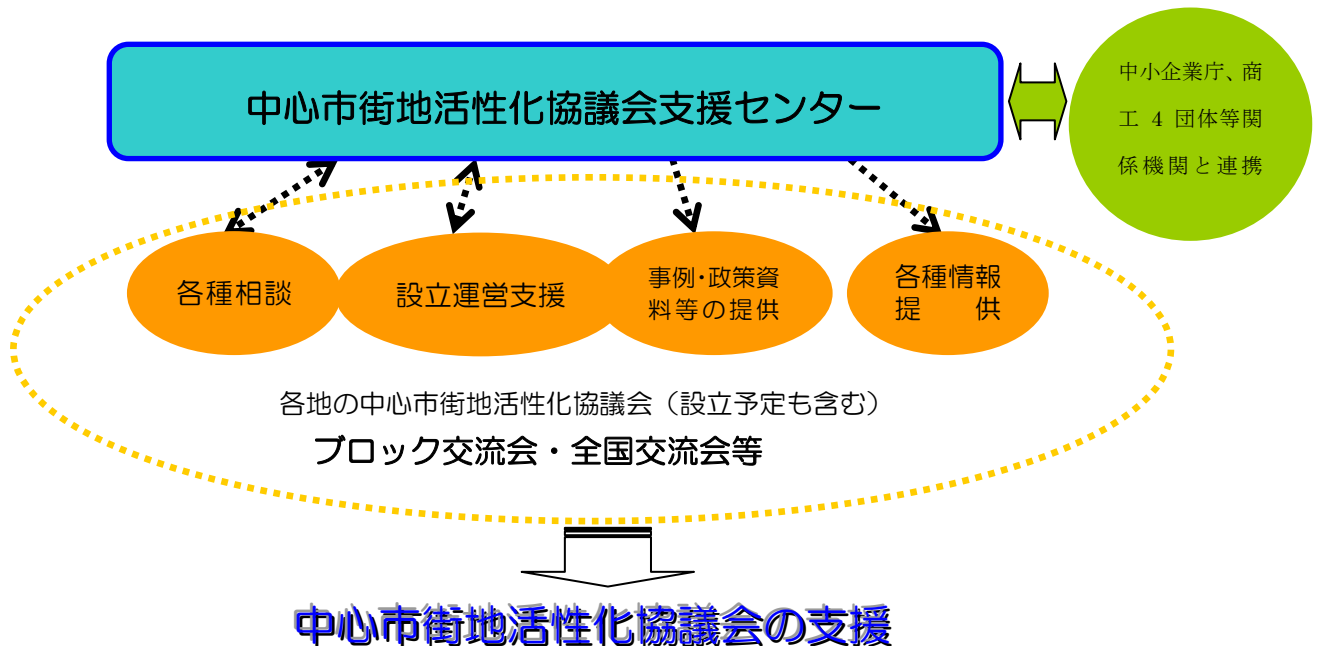 中心市街地活性化協議会支援センター
中小企業庁、商
工 4 団体等関
係機関と連携
各種相談
設立運営支援
事例・政策資
料等の提供
各種情報
提　　供
各地の中心市街地活性化協議会（設立予定も含む）
ブロック交流会・全国交流会等
中心市街地活性化協議会の支援